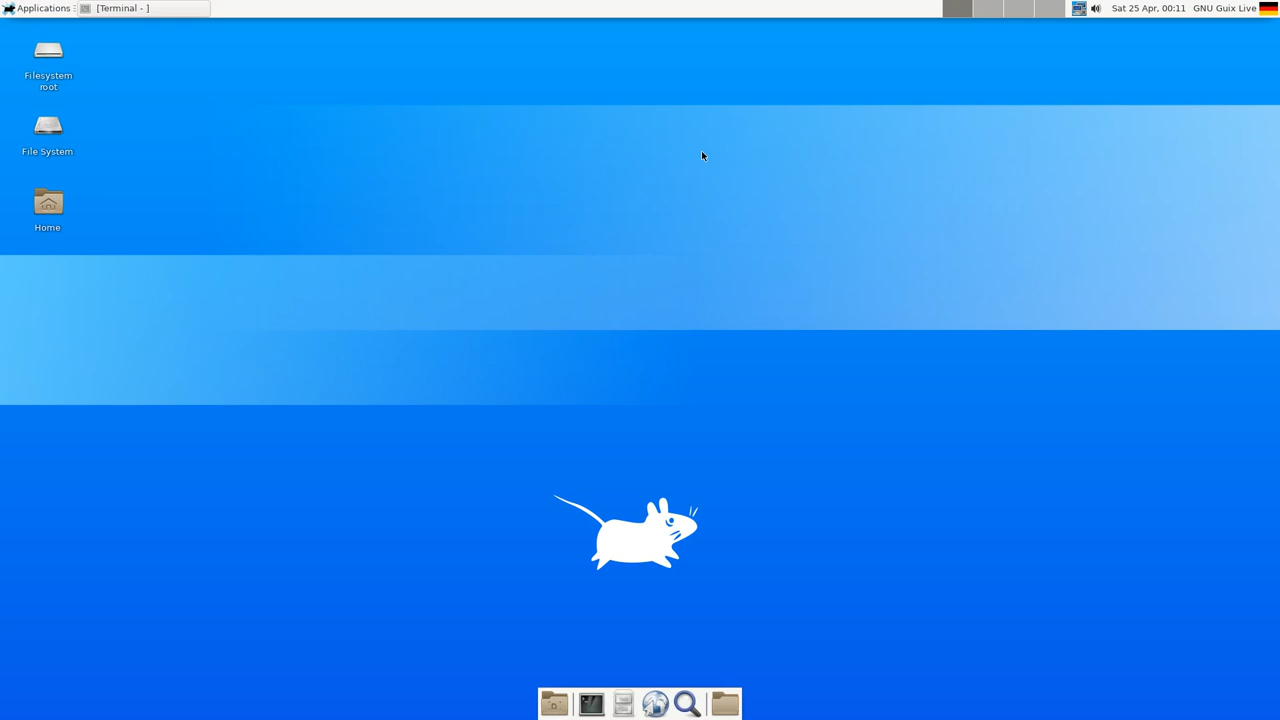 Applications
[Terminal - ]
Sat 25 Apr, 00:11
GNU Guix Live
Filesystem
root
File System
Home